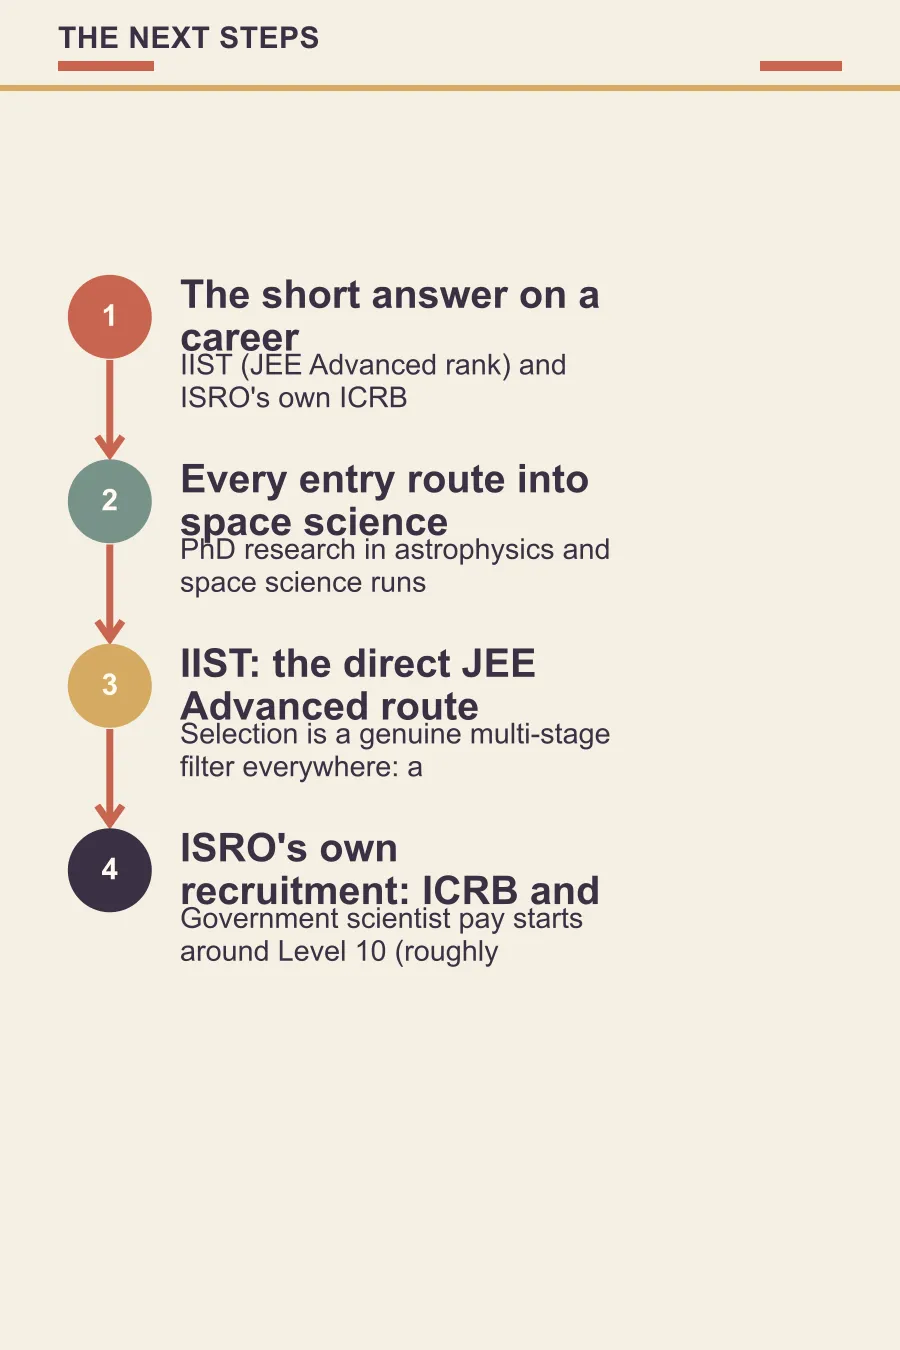 THE NEXT STEPS
1
The short answer on a
career
IIST (JEE Advanced rank) and
ISRO's own ICRB
2
Every entry route into
space science
PhD research in astrophysics and
space science runs
3
IIST: the direct JEE
Advanced route
Selection is a genuine multi-stage
filter everywhere: a
4
ISRO's own
recruitment: ICRB and
Government scientist pay starts
around Level 10 (roughly